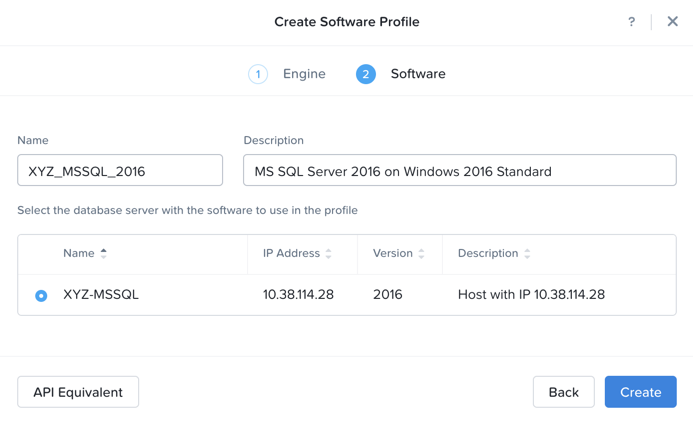 Create Software Profile ?
1 Engine 2 Software
Name Description
XYZ_MSSQL_2016 MS SQL Server 2016 on Windows 2016 Standard
Select the database server with the software to use in the profile
Name IP Address Version Description
XYZ-MSSQL 10.38.114.28 2016 Host with IP 10.38.114.28
API Equivalent Back Create